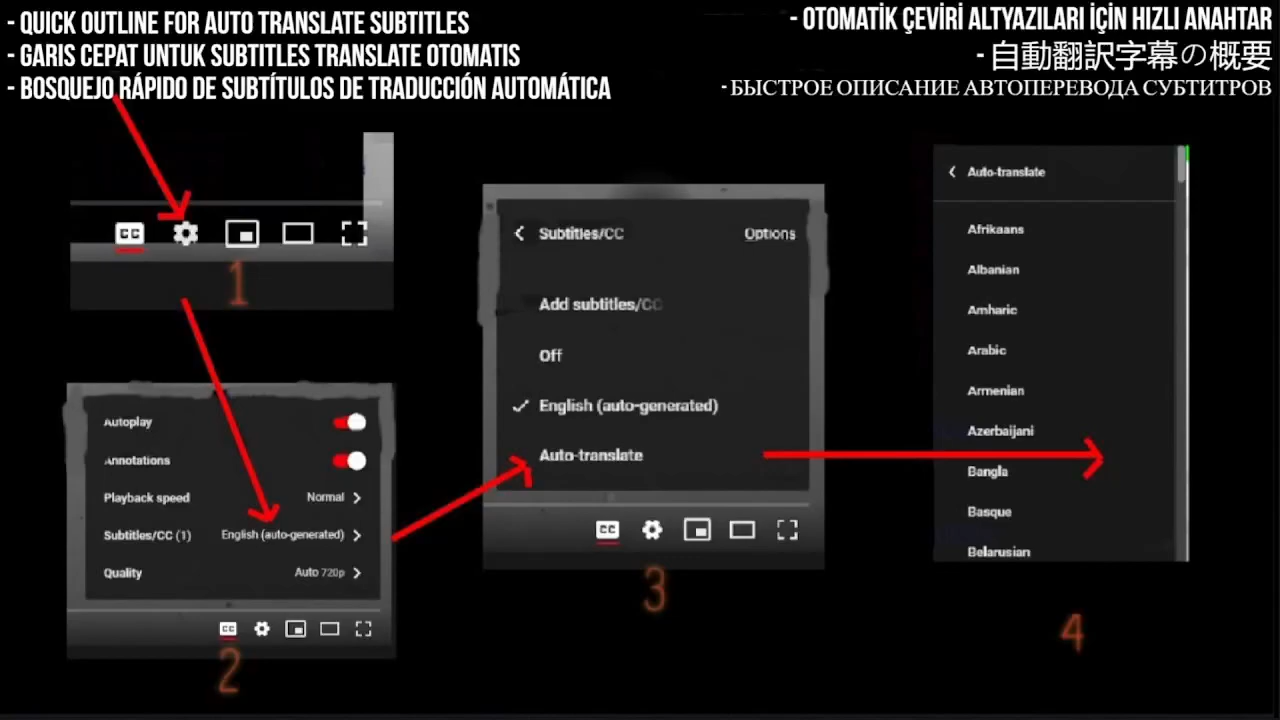 - QUICK OUTLINE FOR AUTO TRANSLATE SUBTITLES
- GARIS CEPAT UNTUK SUBTITLES TRANSLATE OTOMATIS
- BOSQUEJO RÁPIDO DE SUBTÍTULOS DE TRADUCCIÓN AUTOMÁTICA
- OTOMATİK ÇEVİRİ ALTYAZILARI İÇİN HIZLI ANAHTAR
- 自動翻訳字幕の概要
- БЫСТРОЕ ОПИСАНИЕ АВТОПЕРЕВОДА СУБТИТРОВ
CC
1
Autoplay
Annotations
Playback speed Normal
Subtitles/CC (1) English (auto-generated)
Quality Auto 720p
CC
2
Subtitles/CC Options
Add subtitles/CC
Off
English (auto-generated)
Auto-translate
CC
3
Auto-translate
Afrikaans
Albanian
Amharic
Arabic
Armenian
Azerbaijani
Bangla
Basque
Belarusian
4